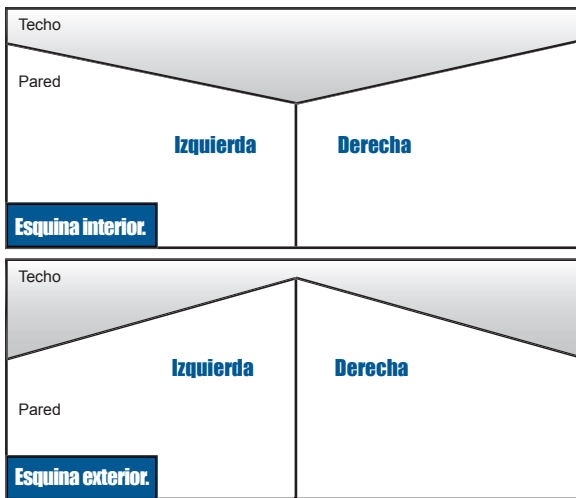 Techo
Pared
Izquierda Derecha
Esquina interior.
Techo
Izquierda Derecha
Pared
Esquina exterior.